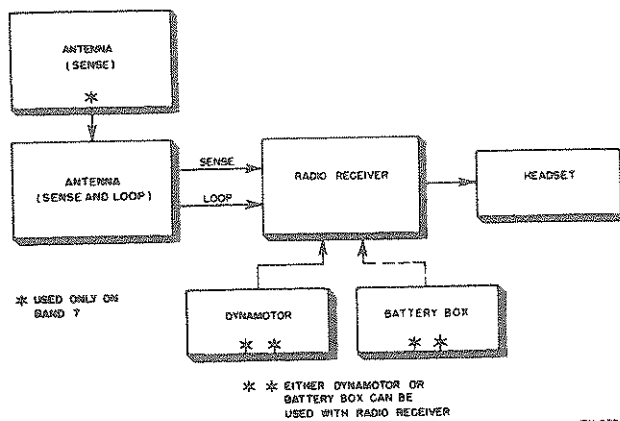 ANTENNA
(SENSE)
*
ANTENNA
(SENSE AND LOOP)
SENSE
LOOP
RADIO RECEIVER
HEADSET
* USED ONLY ON
BAND 7
DYNAMOTOR
* *
BATTERY BOX
* *
* * EITHER DYNAMOTOR OR
BATTERY BOX CAN BE
USED WITH RADIO RECEIVER